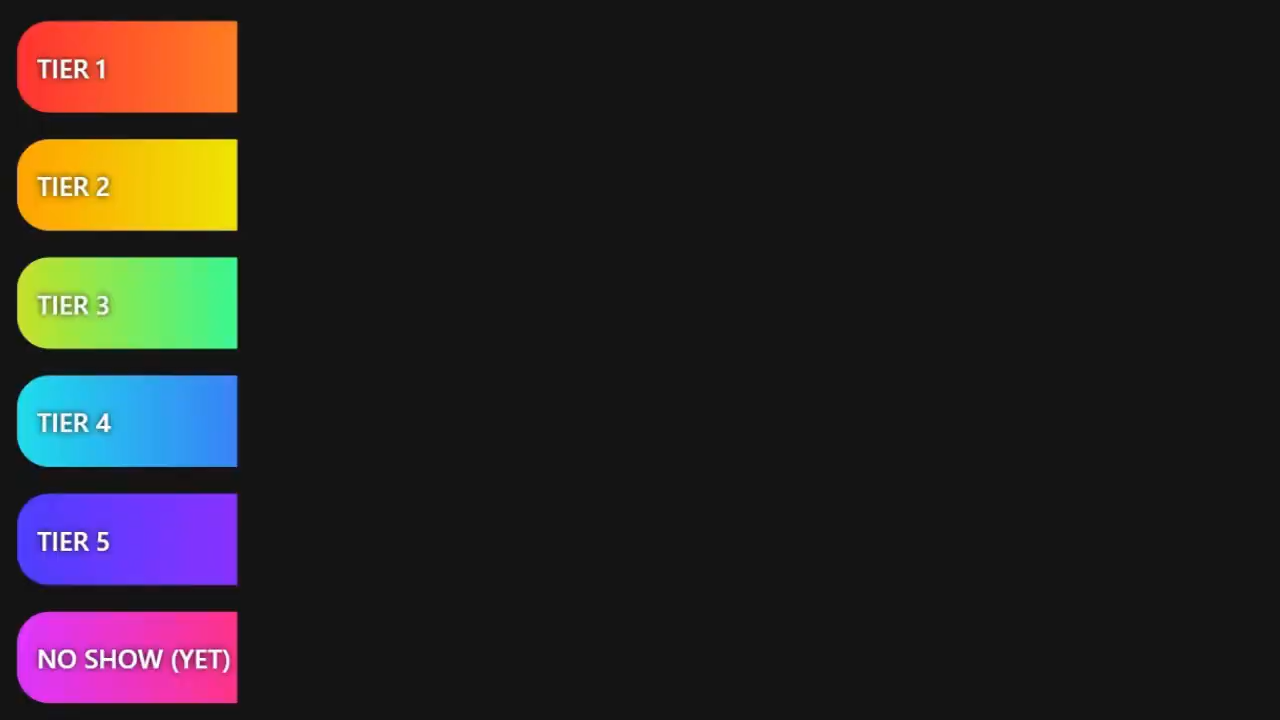 TIER 1
TIER 2
TIER 3
TIER 4
TIER 5
NO SHOW (YET)